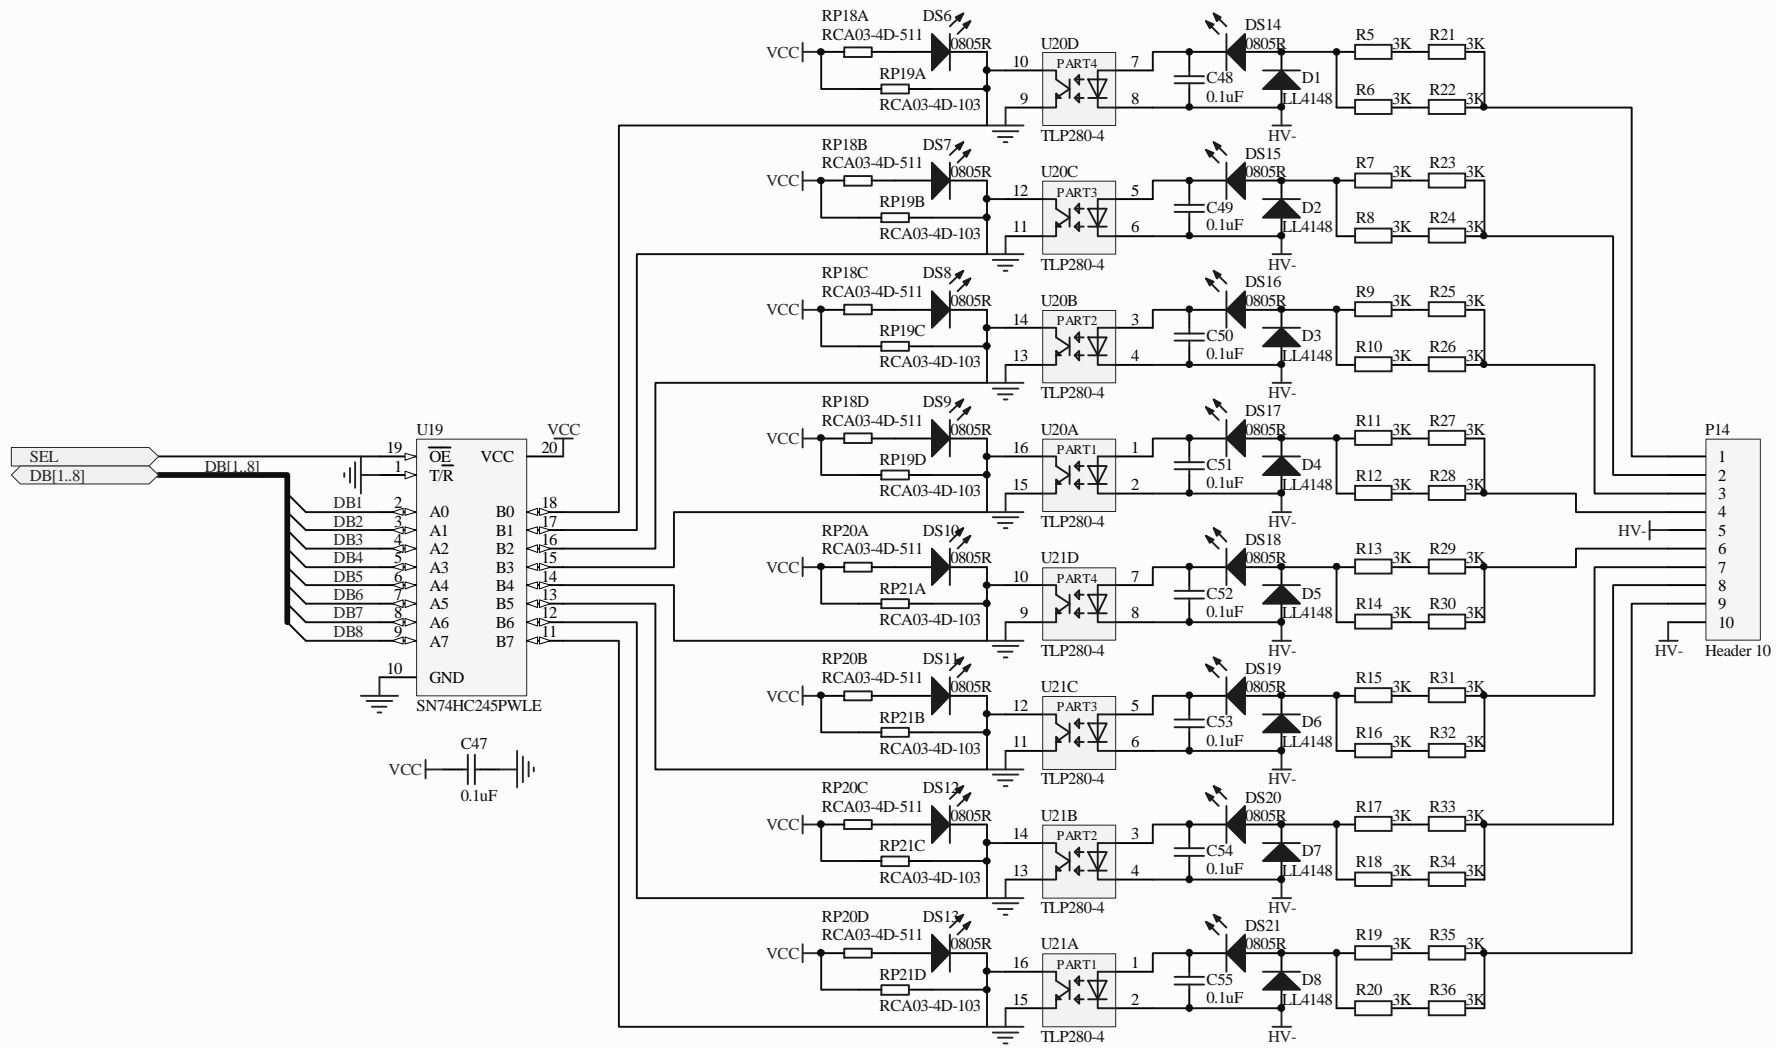 RP18A
RCA03-4D-511
DS6
0805R
VCC
RP19A
RCA03-4D-103
U20D
PART4
10
9
7
8
TLP280-4
DS14
0805R
C48
0.1uF
D1
LL4148
HV-
R5 3K R21 3K
R6 3K R22 3K
RP18B
RCA03-4D-511
DS7
0805R
VCC
RP19B
RCA03-4D-103
U20C
PART3
12
11
5
6
TLP280-4
DS15
0805R
C49
0.1uF
D2
LL4148
HV-
R7 3K R23 3K
R8 3K R24 3K
RP18C
RCA03-4D-511
DS8
0805R
VCC
RP19C
RCA03-4D-103
U20B
PART2
14
13
3
4
TLP280-4
DS16
0805R
C50
0.1uF
D3
LL4148
HV-
R9 3K R25 3K
R10 3K R26 3K
RP18D
RCA03-4D-511
DS9
0805R
VCC
RP19D
RCA03-4D-103
U20A
PART1
16
15
1
2
TLP280-4
DS17
0805R
C51
0.1uF
D4
LL4148
HV-
R11 3K R27 3K
R12 3K R28 3K
RP20A
RCA03-4D-511
DS10
0805R
VCC
RP21A
RCA03-4D-103
U21D
PART4
10
9
7
8
TLP280-4
DS18
0805R
C52
0.1uF
D5
LL4148
HV-
R13 3K R29 3K
R14 3K R30 3K
RP20B
RCA03-4D-511
DS11
0805R
VCC
RP21B
RCA03-4D-103
U21C
PART3
12
11
5
6
TLP280-4
DS19
0805R
C53
0.1uF
D6
LL4148
HV-
R15 3K R31 3K
R16 3K R32 3K
RP20C
RCA03-4D-511
DS12
0805R
VCC
RP21C
RCA03-4D-103
U21B
PART2
14
13
3
4
TLP280-4
DS20
0805R
C54
0.1uF
D7
LL4148
HV-
R17 3K R33 3K
R18 3K R34 3K
RP20D
RCA03-4D-511
DS13
0805R
VCC
RP21D
RCA03-4D-103
U21A
PART1
16
15
1
2
TLP280-4
DS21
0805R
C55
0.1uF
D8
LL4148
HV-
R19 3K R35 3K
R20 3K R36 3K
SEL
DB[1..8]
DB[1..8]
U19
VCC
19 OE VCC 20
1 T/R
DB1 2 A0 B0 18
DB2 3 A1 B1 17
DB3 4 A2 B2 16
DB4 5 A3 B3 15
DB5 6 A4 B4 14
DB6 7 A5 B5 13
DB7 8 A6 B6 12
DB8 9 A7 B7 11
10 GND
SN74HC245PWLE
C47
VCC
0.1uF
P14
1
2
3
4
HV- 5
6
7
8
9
10
HV-
Header 10